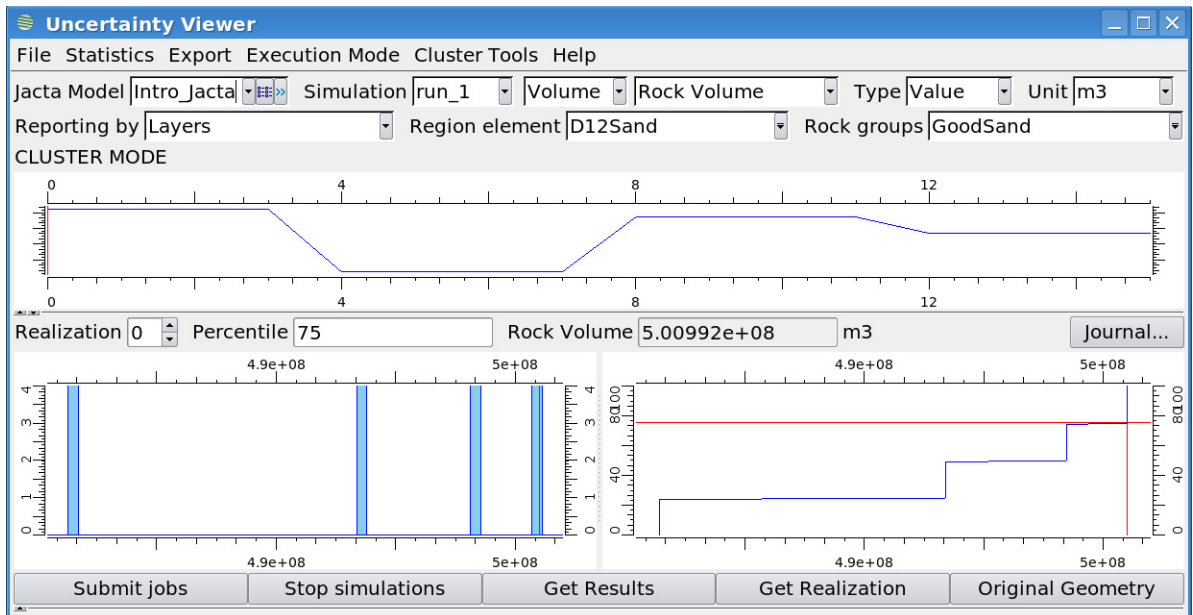 Uncertainty Viewer
File Statistics Export Execution Mode Cluster Tools Help
Jacta Model Intro_Jacta Simulation run_1 Volume Rock Volume Type Value Unit m3
Reporting by Layers Region element D12Sand Rock groups GoodSand
CLUSTER MODE
0 4 8 12
0 4 8 12
Realization 0 Percentile 75 Rock Volume 5.00992e+08 m3 Journal...
4.9e+08 5e+08 4.9e+08 5e+08
4 4 100 100
80 80
3 3
2 2
40 40
1 1
0 0 0 0
4.9e+08 5e+08 4.9e+08 5e+08
Submit jobs Stop simulations Get Results Get Realization Original Geometry